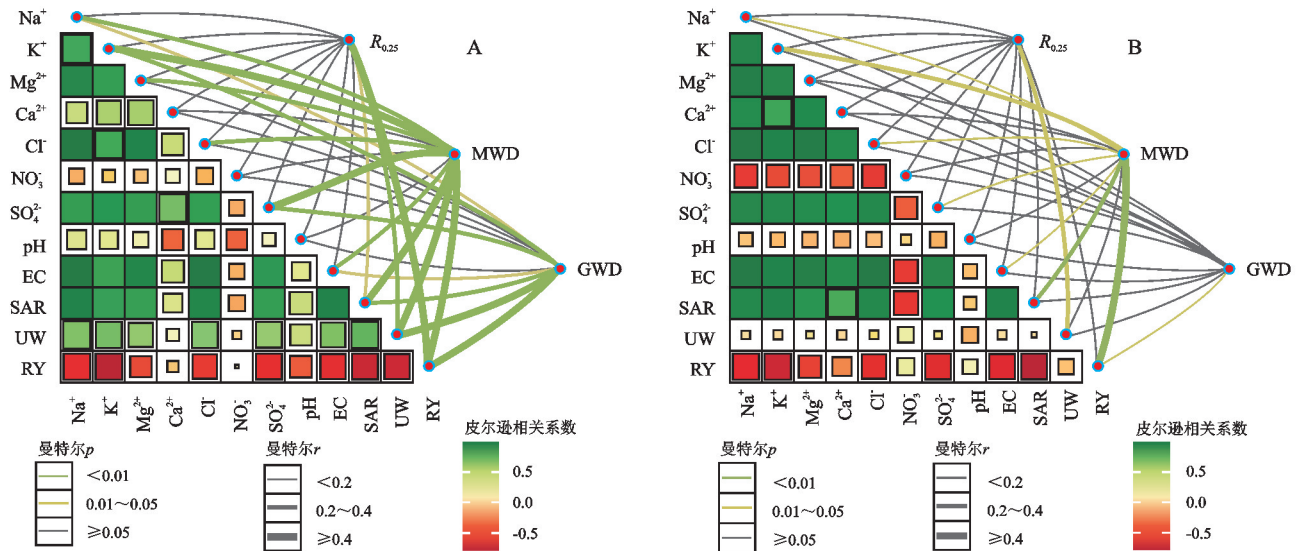 Na⁺
K⁺
Mg²⁺
Ca²⁺
Cl⁻
NO₃⁻
SO₄²⁻
pH
EC
SAR
UW
RY
R₀.₂₅
A
MWD
GWD
Na⁺ K⁺ Mg²⁺ Ca²⁺ Cl⁻ NO₃⁻ SO₄²⁻ pH EC SAR UW RY
曼特尔p
<0.01
0.01～0.05
≥0.05
曼特尔r
<0.2
0.2～0.4
≥0.4
皮尔逊相关系数
0.5
0.0
-0.5
Na⁺
K⁺
Mg²⁺
Ca²⁺
Cl⁻
NO₃⁻
SO₄²⁻
pH
EC
SAR
UW
RY
R₀.₂₅
B
MWD
GWD
Na⁺ K⁺ Mg²⁺ Ca²⁺ Cl⁻ NO₃⁻ SO₄²⁻ pH EC SAR UW RY
曼特尔p
<0.01
0.01～0.05
≥0.05
曼特尔r
<0.2
0.2～0.4
≥0.4
皮尔逊相关系数
0.5
0.0
-0.5